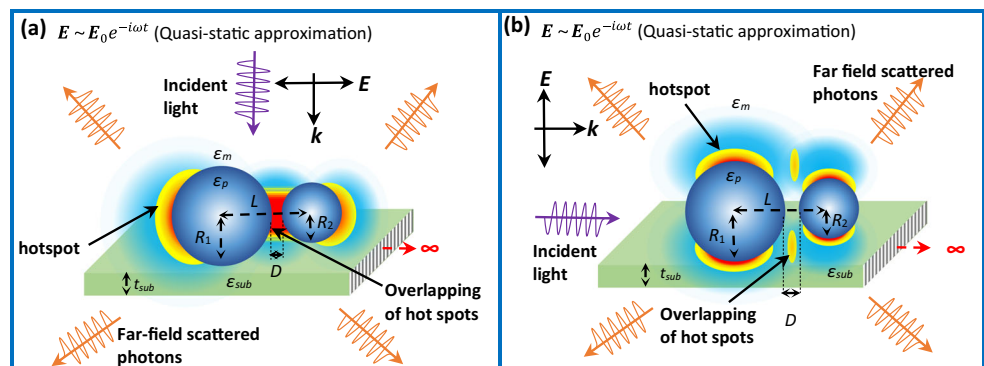 (a) E ~ E₀e^{-iωt} (Quasi-static approximation)
Incident
light
E
k
εm
εp
L
hotspot
R₁
R₂
∞
D
tsub
εsub
Overlapping
of hot spots
Far-field scattered
photons
(b) E ~ E₀e^{-iωt} (Quasi-static approximation)
Far field scattered
photons
hotspot
E
εm
k
εp
L
R₁
R₂
Incident
light
∞
tsub
εsub
Overlapping
of hot spots
D